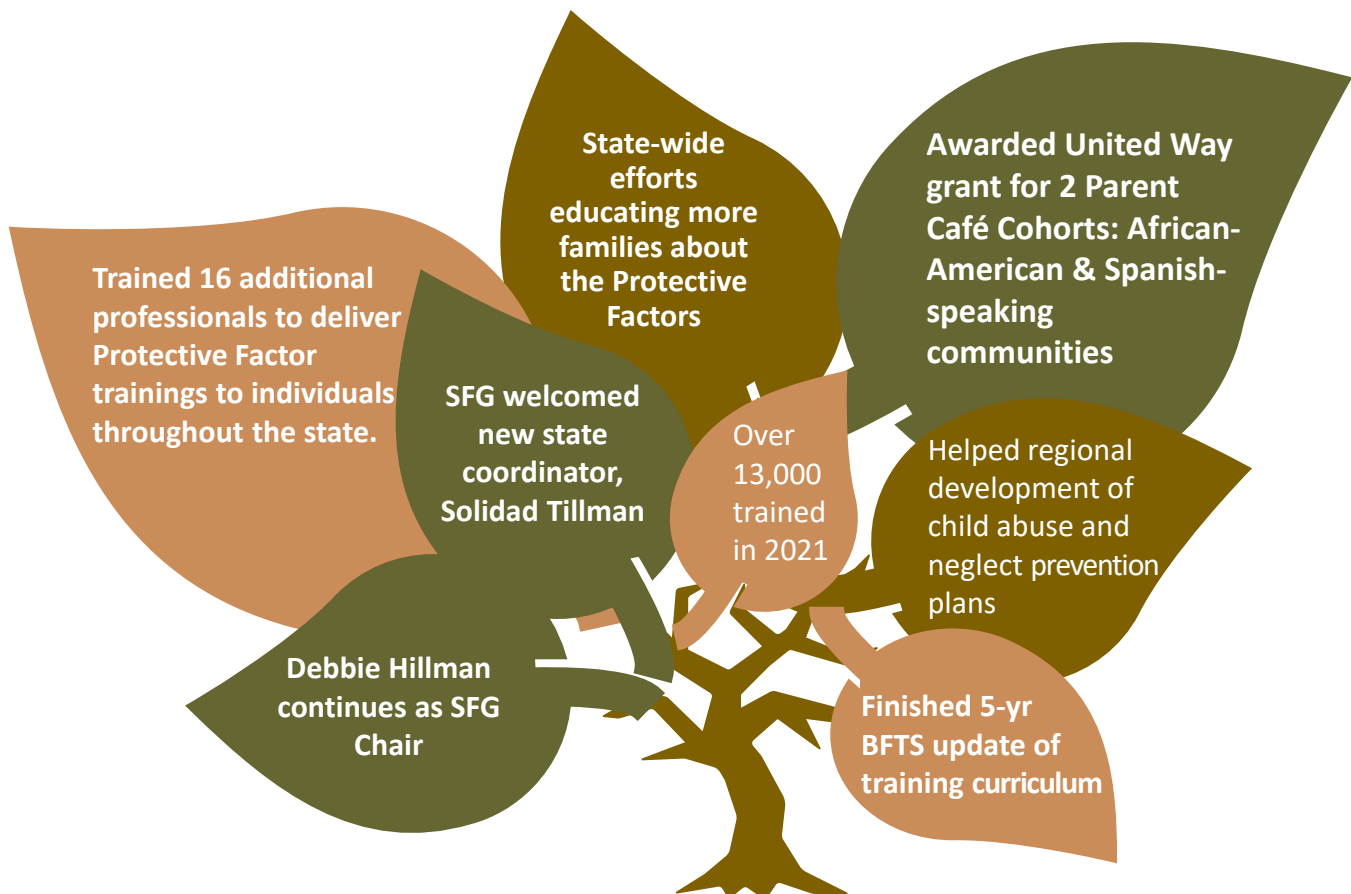 State-wide
efforts
educating more
families about
the Protective
Factors
Awarded United Way
grant for 2 Parent
Café Cohorts: African-
American & Spanish-
speaking
communities
Trained 16 additional
professionals to deliver
Protective Factor
trainings to individuals
throughout the state.
SFG welcomed
new state
coordinator,
Solidad Tillman
Over
13,000
trained
in 2021
Helped regional
development of
child abuse and
neglect prevention
plans
Debbie Hillman
continues as SFG
Chair
Finished 5-yr
BFTS update of
training curriculum